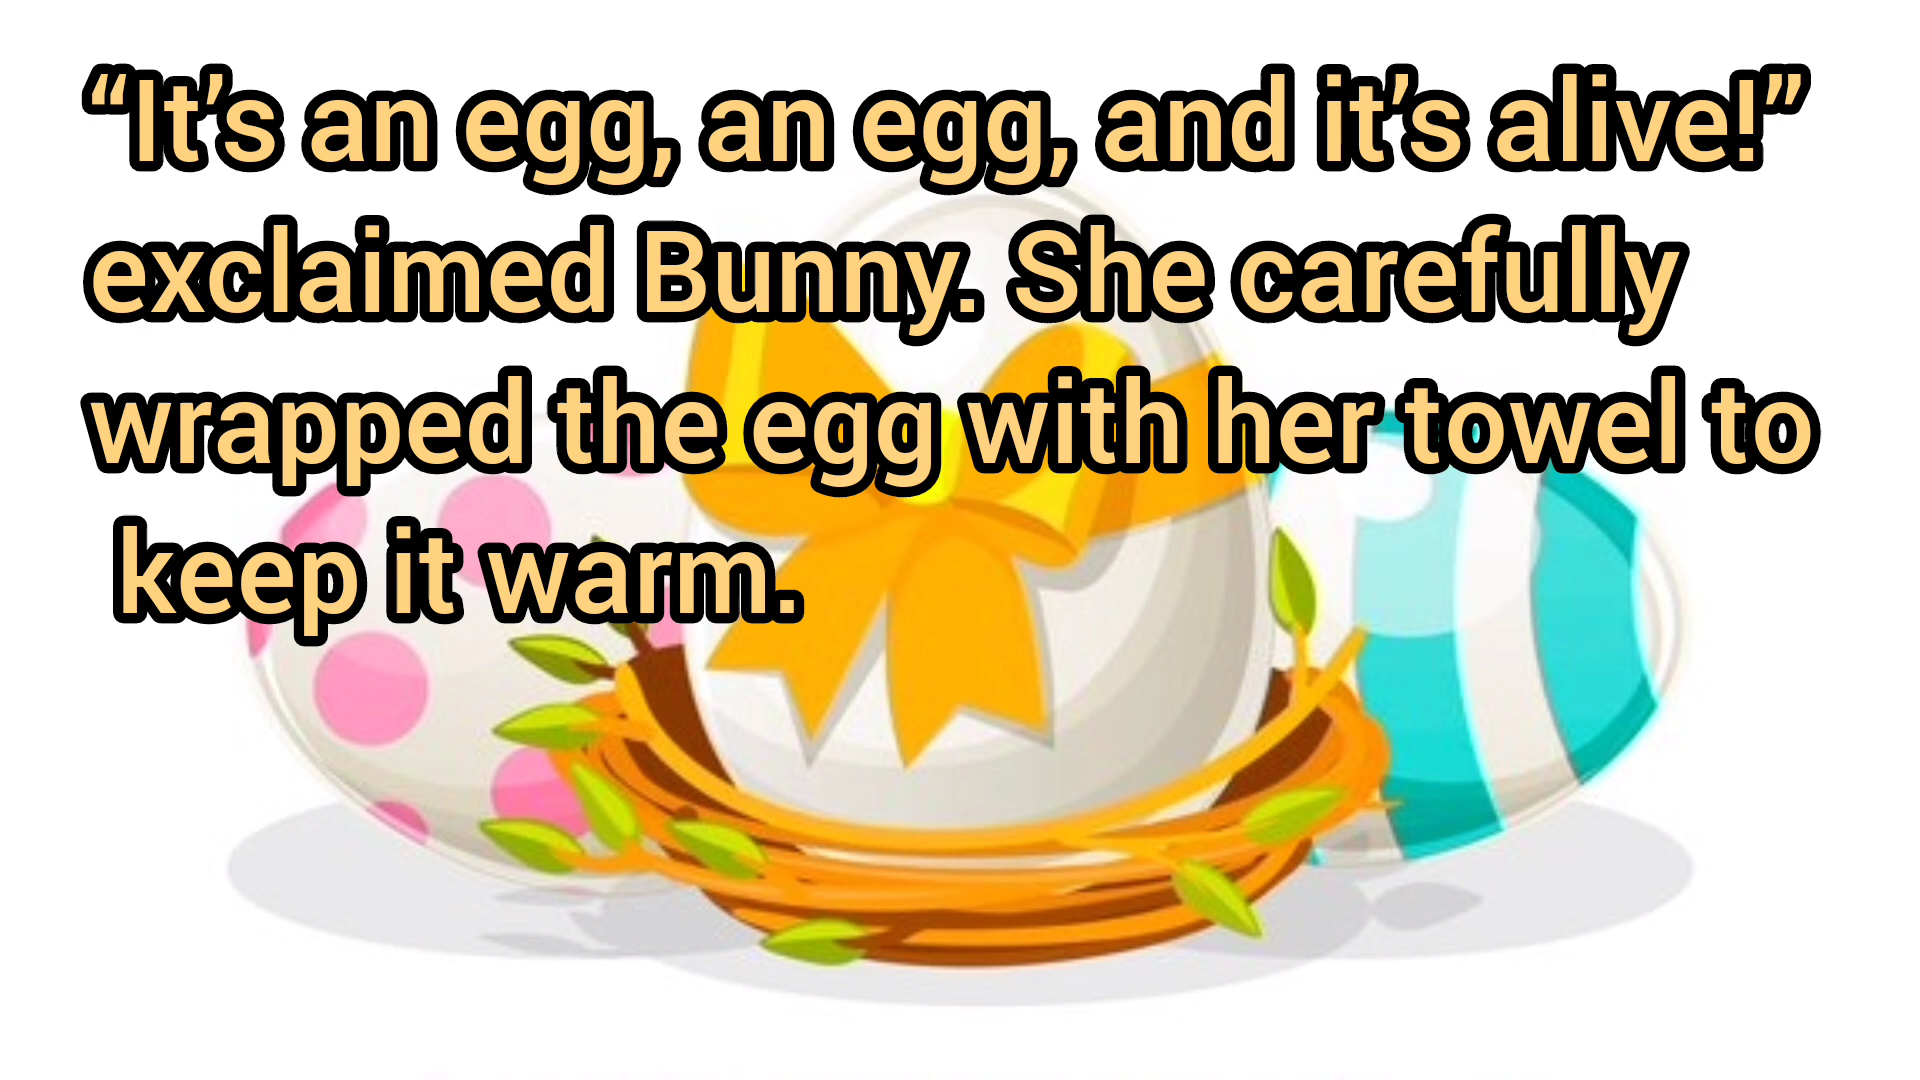 “It’s an egg, an egg, and it’s alive!”
exclaimed Bunny. She carefully
wrapped the egg with her towel to
keep it warm.